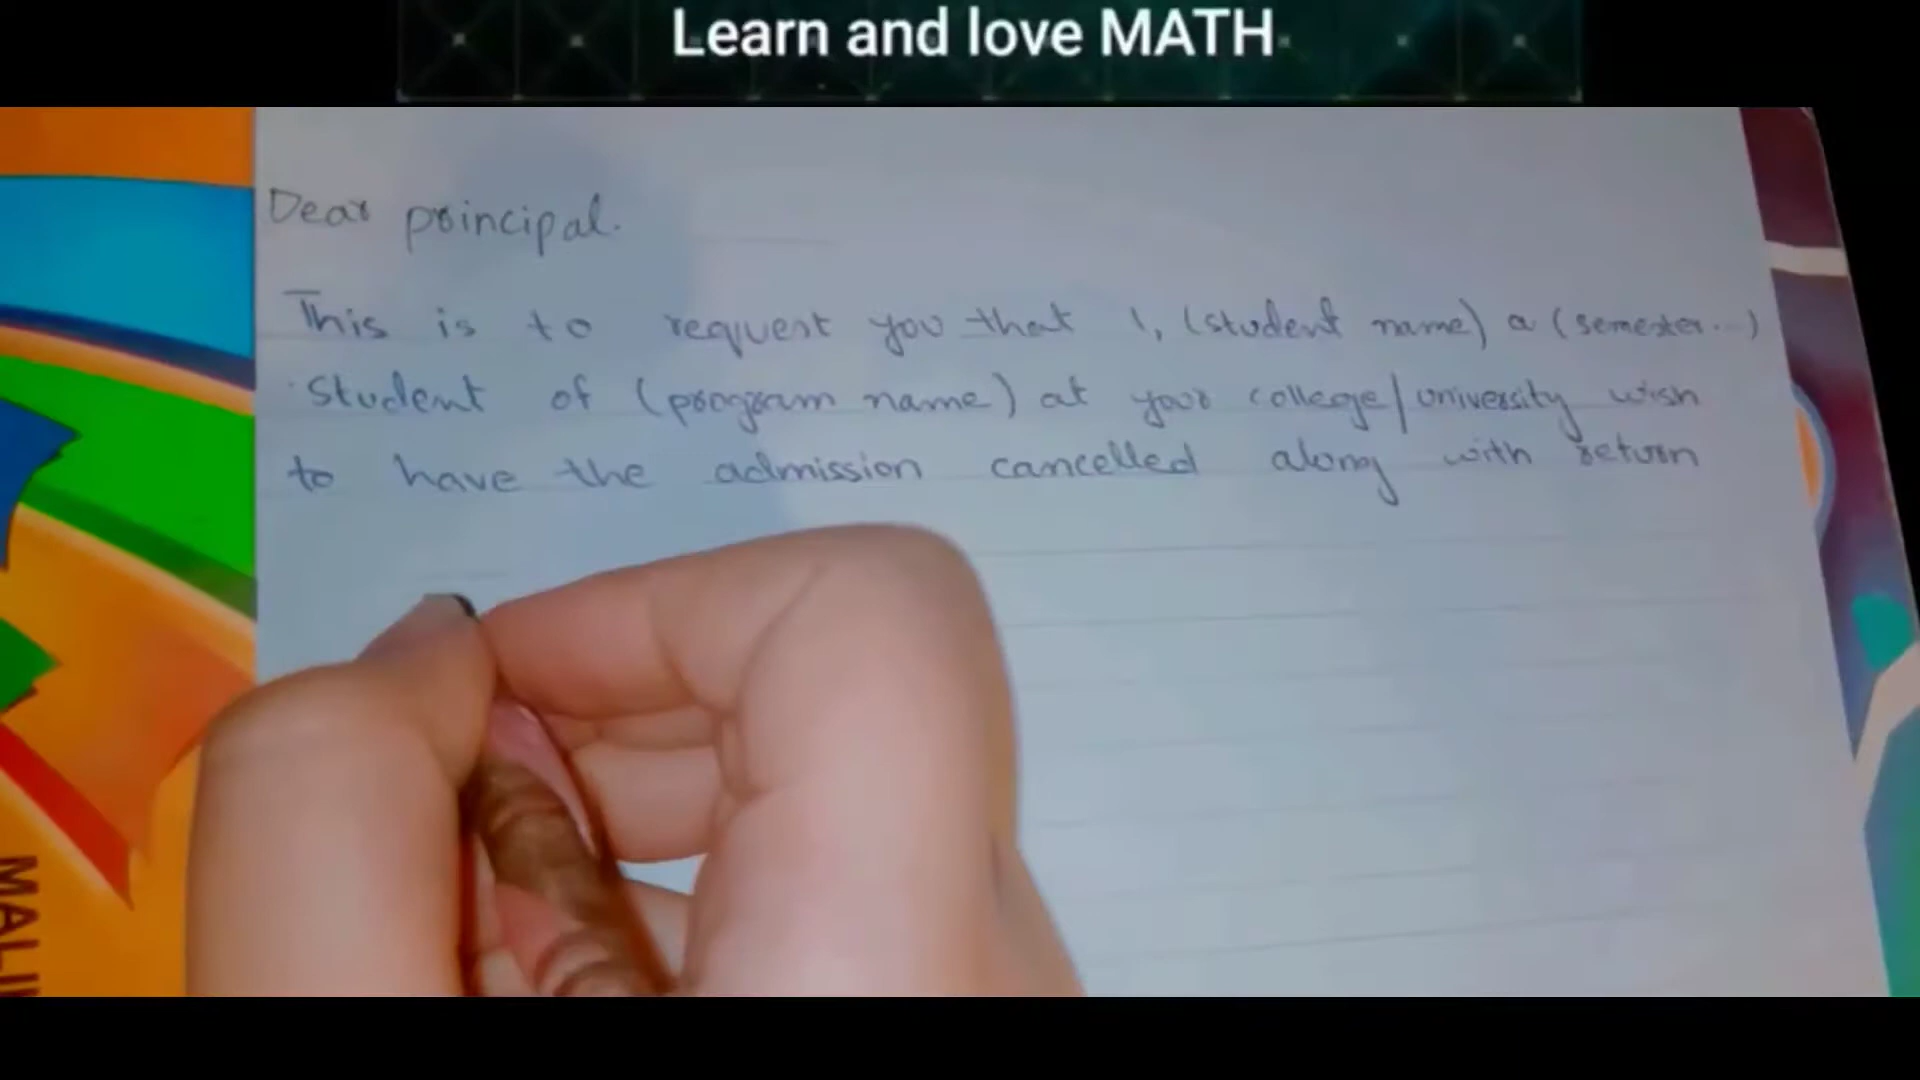 Learn and love MATH
Dear principal.
This is to request you that I, (student name) a (semester...)
Student of (program name) at your college/university wish
to have the admission cancelled along with return
MALI